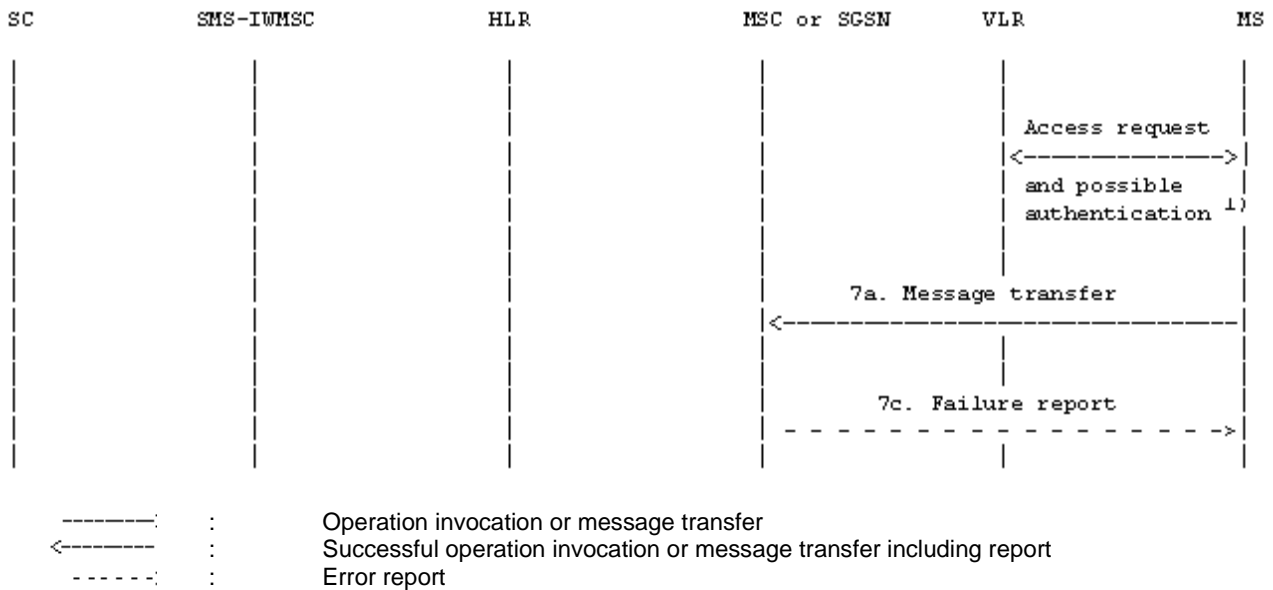 SC SMS-IWMSC HLR MSC or SGSN VLR MS
Access request
and possible
authentication 1)
7a. Message transfer
7c. Failure report
: Operation invocation or message transfer
: Successful operation invocation or message transfer including report
: Error report